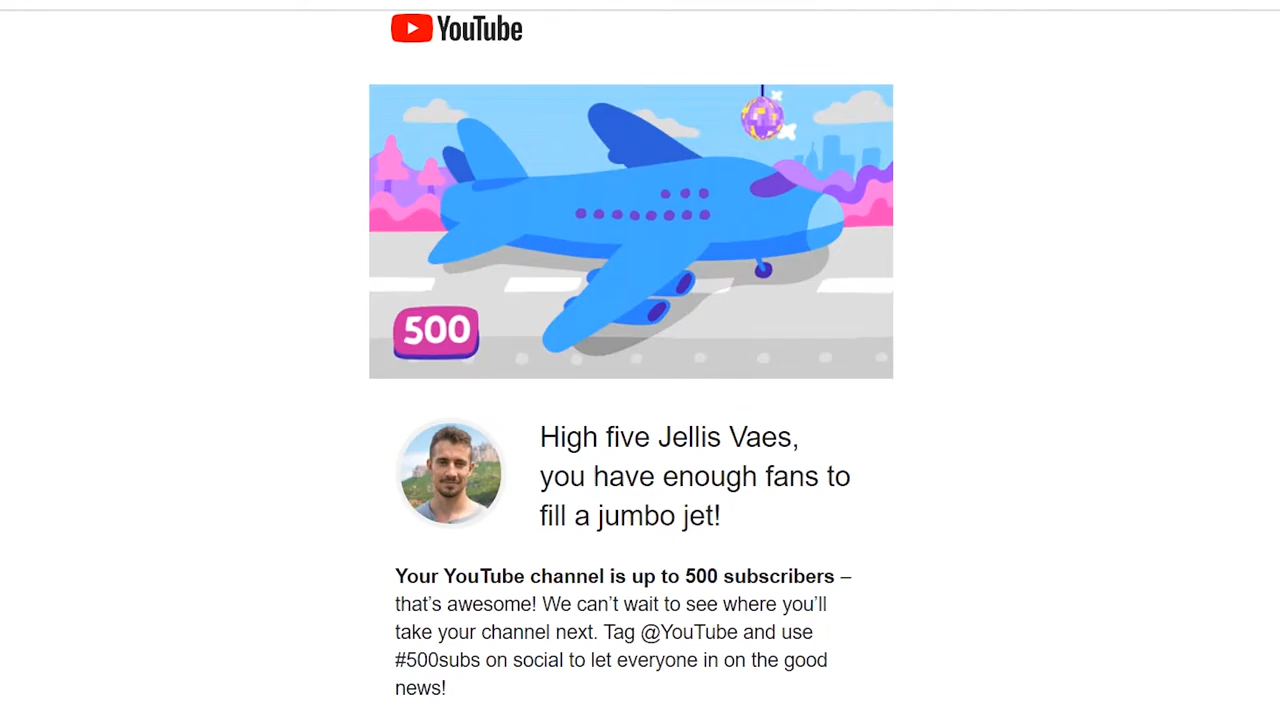 YouTube
500
High five Jellis Vaes,
you have enough fans to
fill a jumbo jet!
Your YouTube channel is up to 500 subscribers –
that’s awesome! We can’t wait to see where you’ll
take your channel next. Tag @YouTube and use
#500subs on social to let everyone in on the good
news!